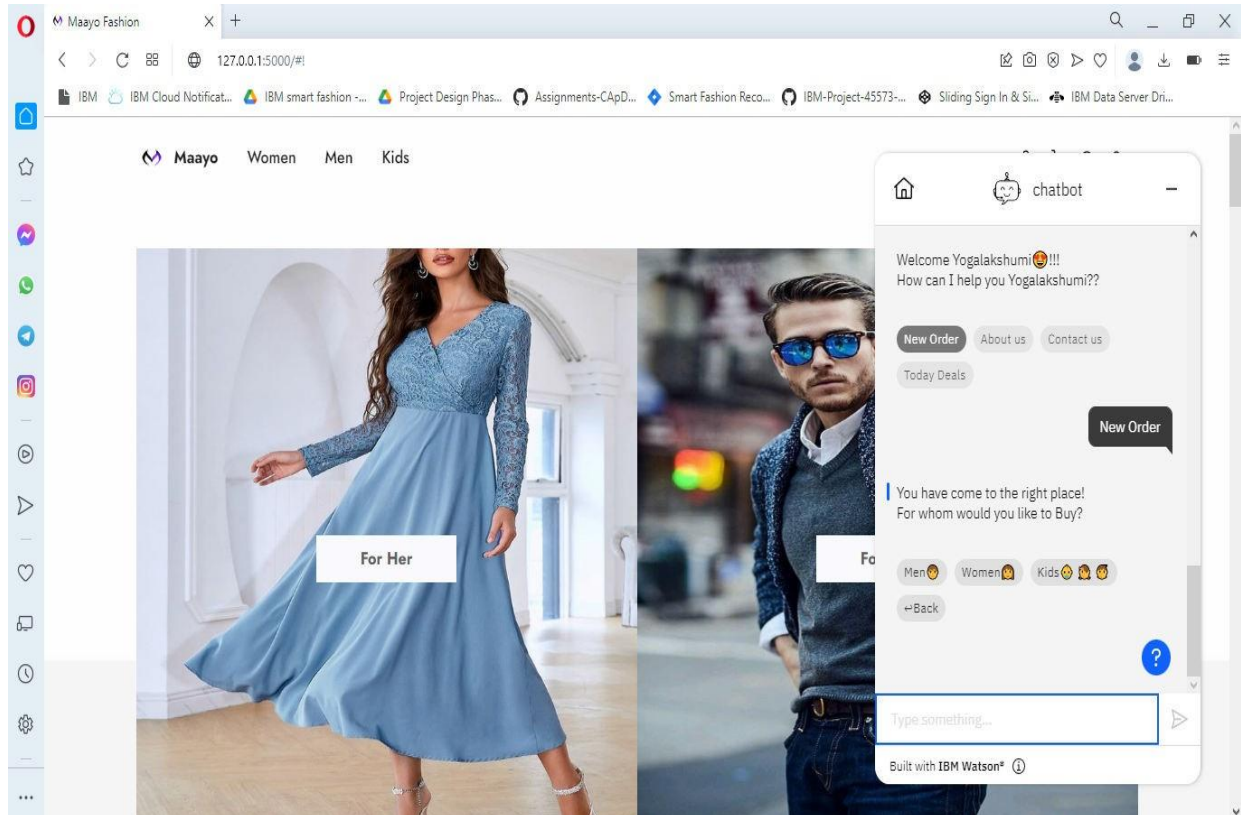 Maayo Fashion
127.0.0.1:5000/#!
IBM IBM Cloud Notificat... IBM smart fashion -... Project Design Phas... Assignments-CApD... Smart Fashion Reco... IBM-Project-45573-... Sliding Sign In & Si... IBM Data Server Dri...
Maayo Women Men Kids
chatbot
Welcome Yogalakshumi🤩!!!
How can I help you Yogalakshumi??
New Order About us Contact us
Today Deals
New Order
You have come to the right place!
For whom would you like to Buy?
For Her
Fo
Men Women Kids
↩Back
?
Type something...
Built with IBM Watson®